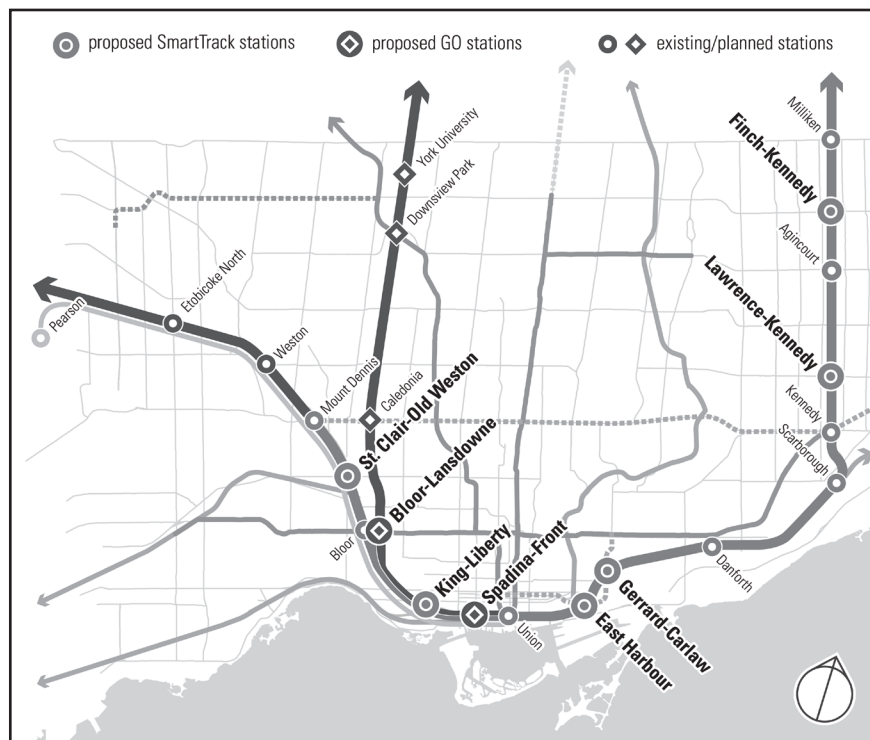 proposed SmartTrack stations
proposed GO stations
existing/planned stations
Milliken
York University
Finch-Kennedy
Downsview Park
Agincourt
Etobicoke North
Pearson
Lawrence-Kennedy
Weston
Mount Dennis
Caledonia
Kennedy
St. Clair-Old Weston
Scarborough
Bloor-Lansdowne
Bloor
King-Liberty
Spadina-Front
Danforth
Union
Gerrard-Carlaw
East Harbour